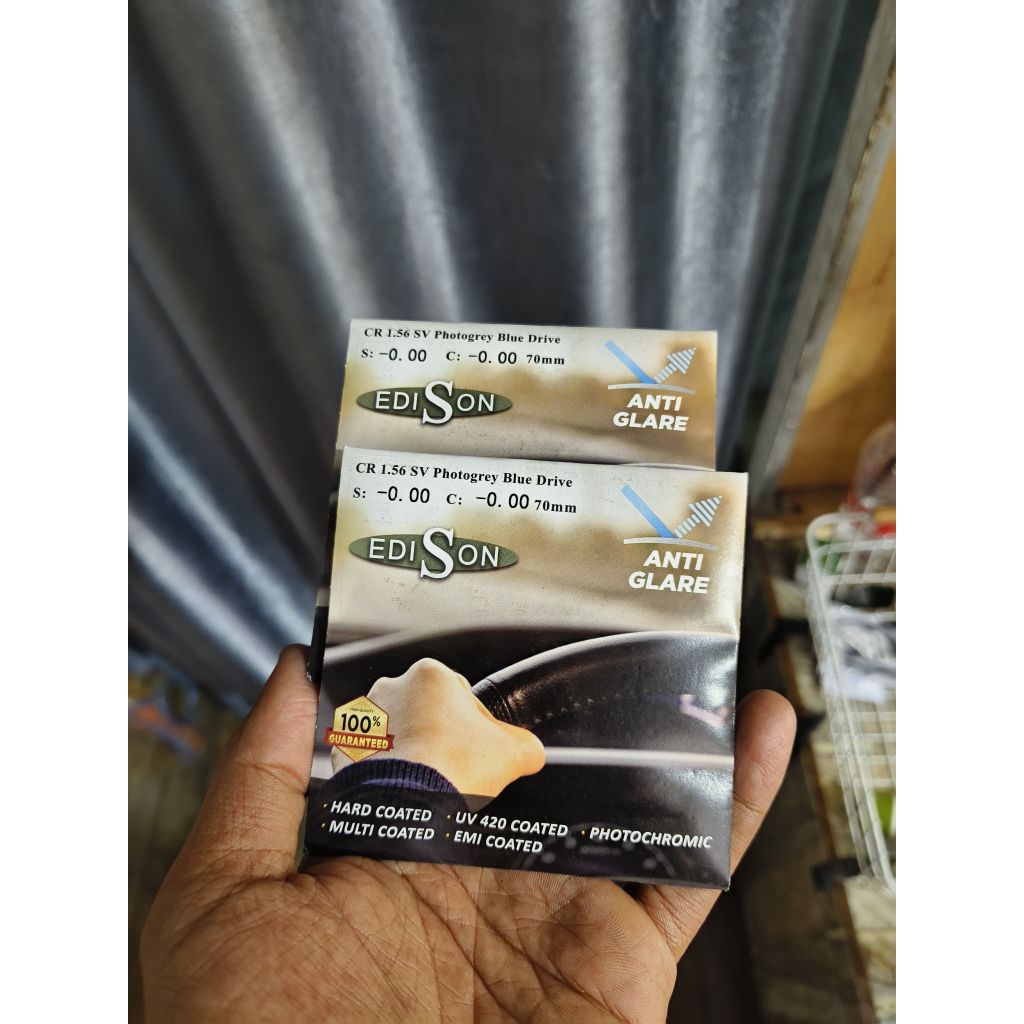 CR 1.56 SV Photogrey Blue Drive
S: -0.00 C: -0.00 70mm
EDISON
ANTI
GLARE
CR 1.56 SV Photogrey Blue Drive
S: -0.00 C: -0.00 70mm
EDISON
ANTI
GLARE
HIGH QUALITY
100%
GUARANTEED
· HARD COATED · UV 420 COATED · PHOTOCHROMIC
· MULTI COATED · EMI COATED